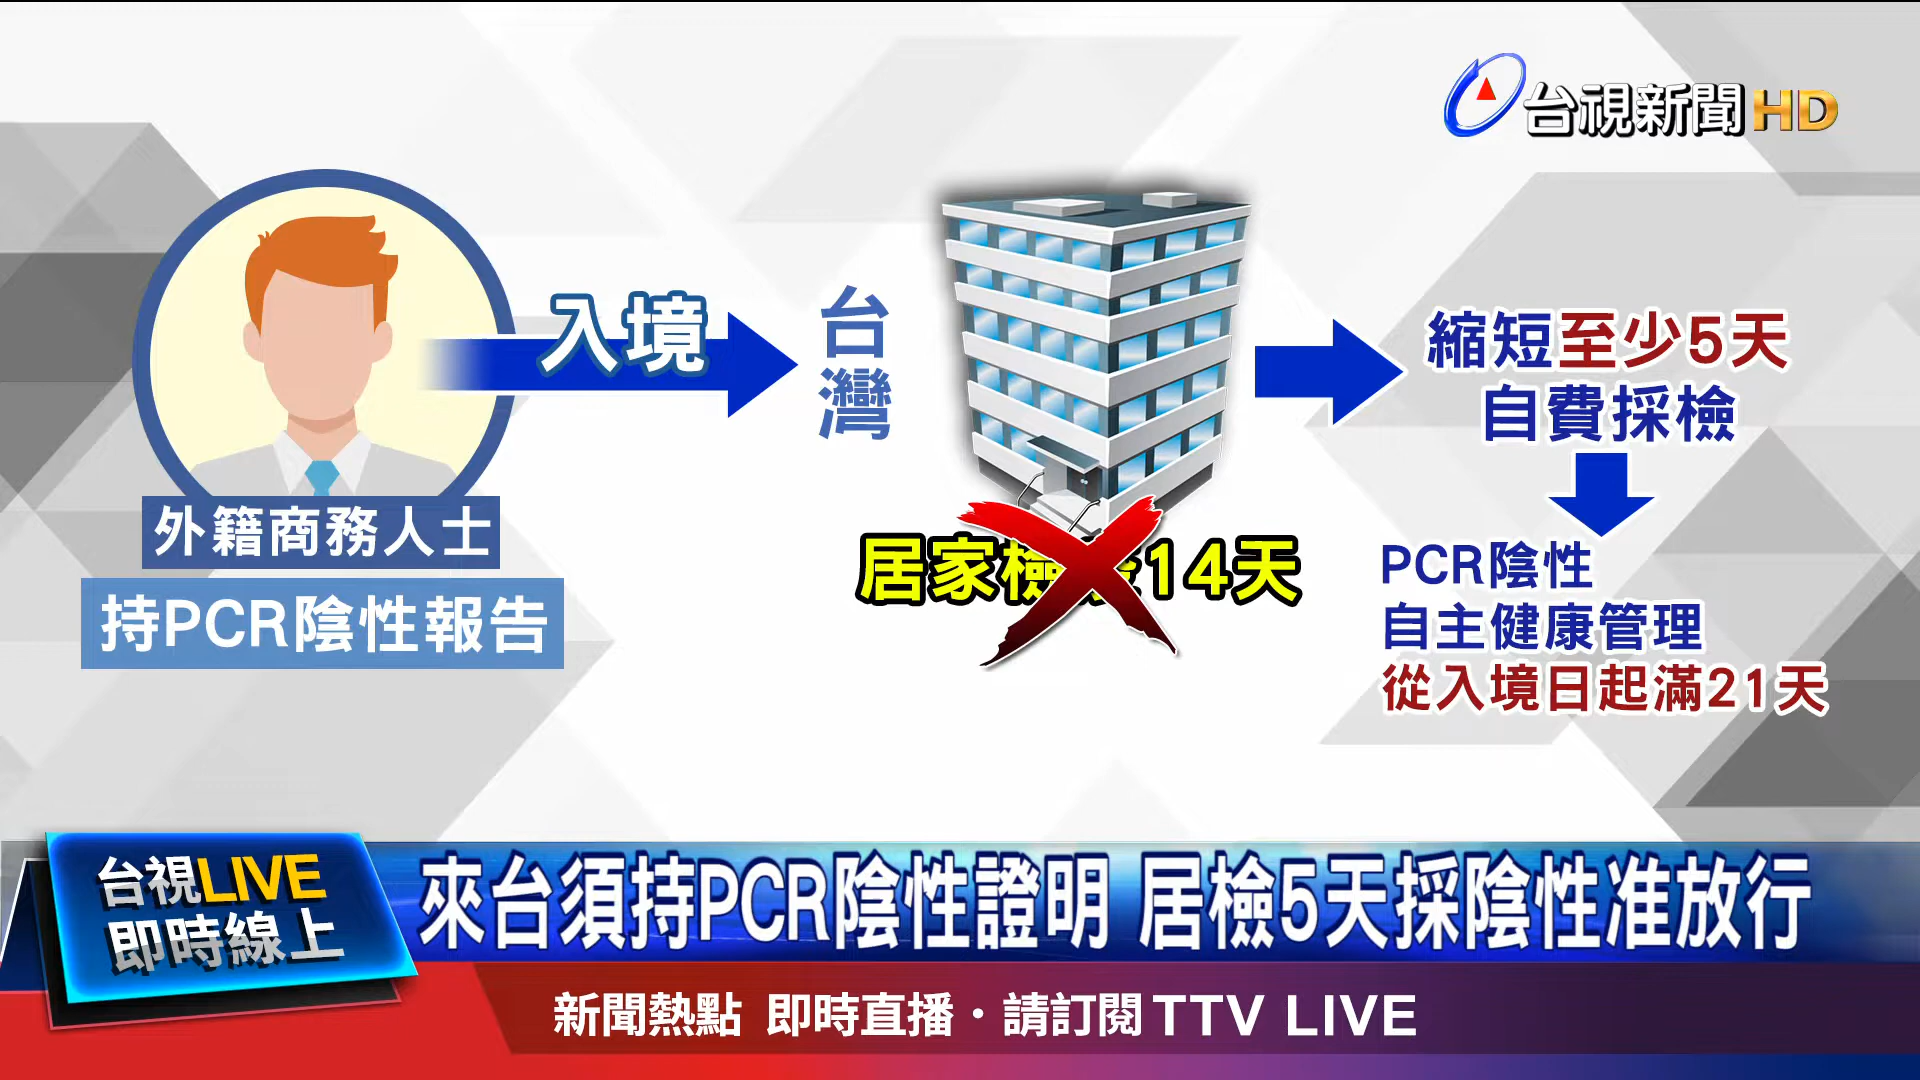 台視新聞HD
入境
台灣
縮短至少5天
自費採檢
外籍商務人士
持PCR陰性報告
居家檢 14天
PCR陰性
自主健康管理
從入境日起滿21天
台視LIVE
即時線上
來台須持PCR陰性證明 居檢5天採陰性准放行
新聞熱點 即時直播・請訂閱TTV LIVE